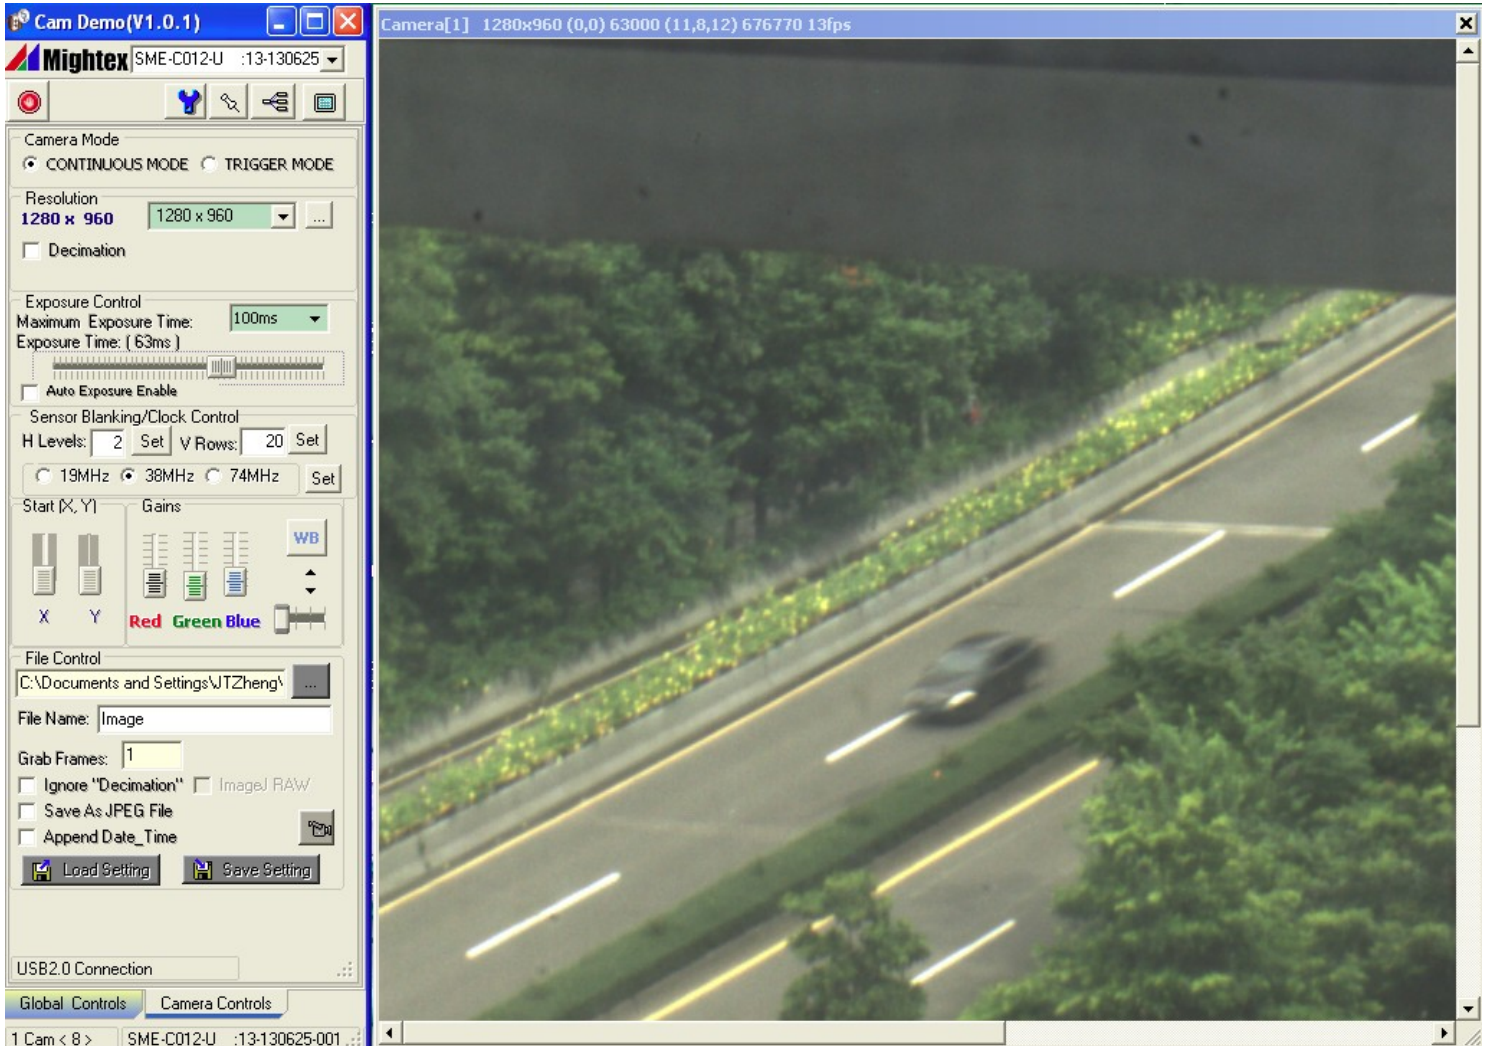 Cam Demo(V1.0.1)
Mightex SME-C012-U :13-130625
Camera Mode
CONTINUOUS MODE TRIGGER MODE
Resolution
1280 x 960 1280 x 960 ...
Decimation
Exposure Control
Maximum Exposure Time: 100ms
Exposure Time: ( 63ms )
Auto Exposure Enable
Sensor Blanking/Clock Control
H Levels: 2 Set V Rows: 20 Set
19MHz 38MHz 74MHz Set
Start (X, Y) Gains
WB
X Y Red Green Blue
File Control
C:\Documents and Settings\JTZheng\ ...
File Name: Image
Grab Frames: 1
Ignore "Decimation" ImageJ RAW
Save As JPEG File
Append Date_Time
Load Setting Save Setting
USB2.0 Connection
Global Controls Camera Controls
1 Cam < 8 > SME-C012-U :13-130625-001
Camera[1] 1280x960 (0,0) 63000 (11,8,12) 676770 13fps